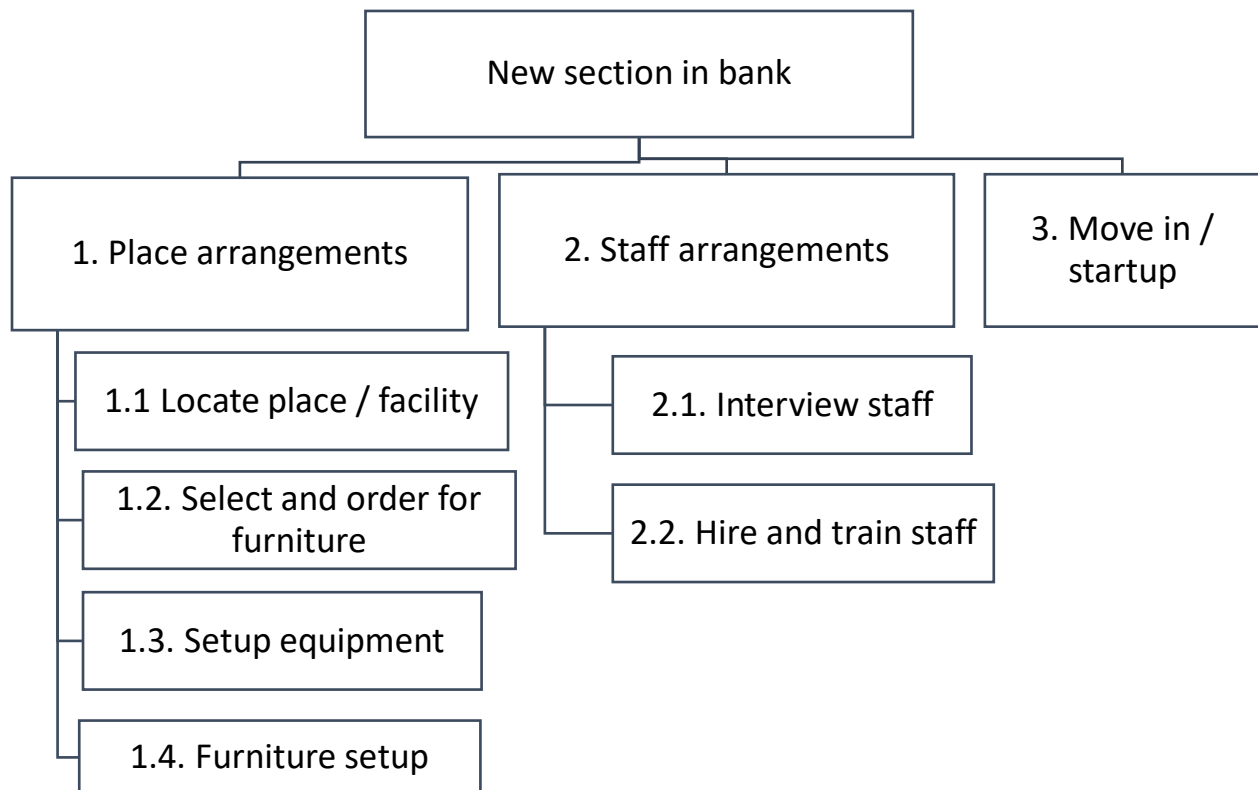 New section in bank
1. Place arrangements
2. Staff arrangements
3. Move in /
startup
1.1 Locate place / facility
1.2. Select and order for
furniture
1.3. Setup equipment
1.4. Furniture setup
2.1. Interview staff
2.2. Hire and train staff